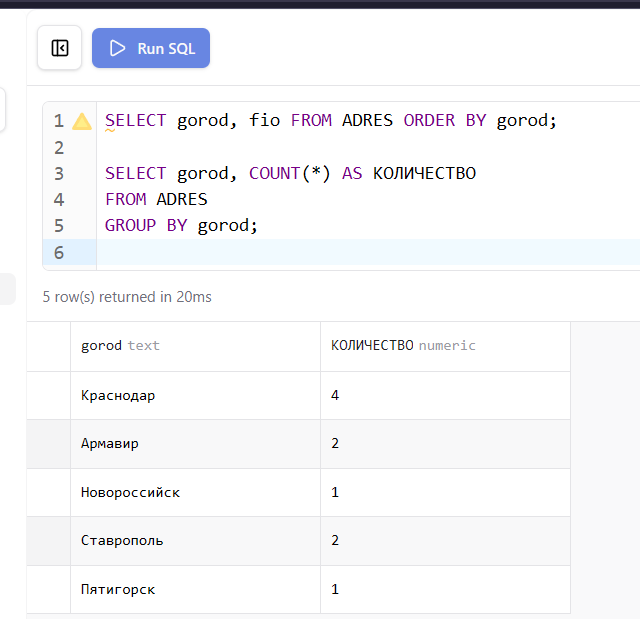 Run SQL
1 SELECT gorod, fio FROM ADRES ORDER BY gorod;
2
3 SELECT gorod, COUNT(*) AS КОЛИЧЕСТВО
4 FROM ADRES
5 GROUP BY gorod;
6
5 row(s) returned in 20ms
gorod text КОЛИЧЕСТВО numeric
Краснодар 4
Армавир 2
Новороссийск 1
Ставрополь 2
Пятигорск 1